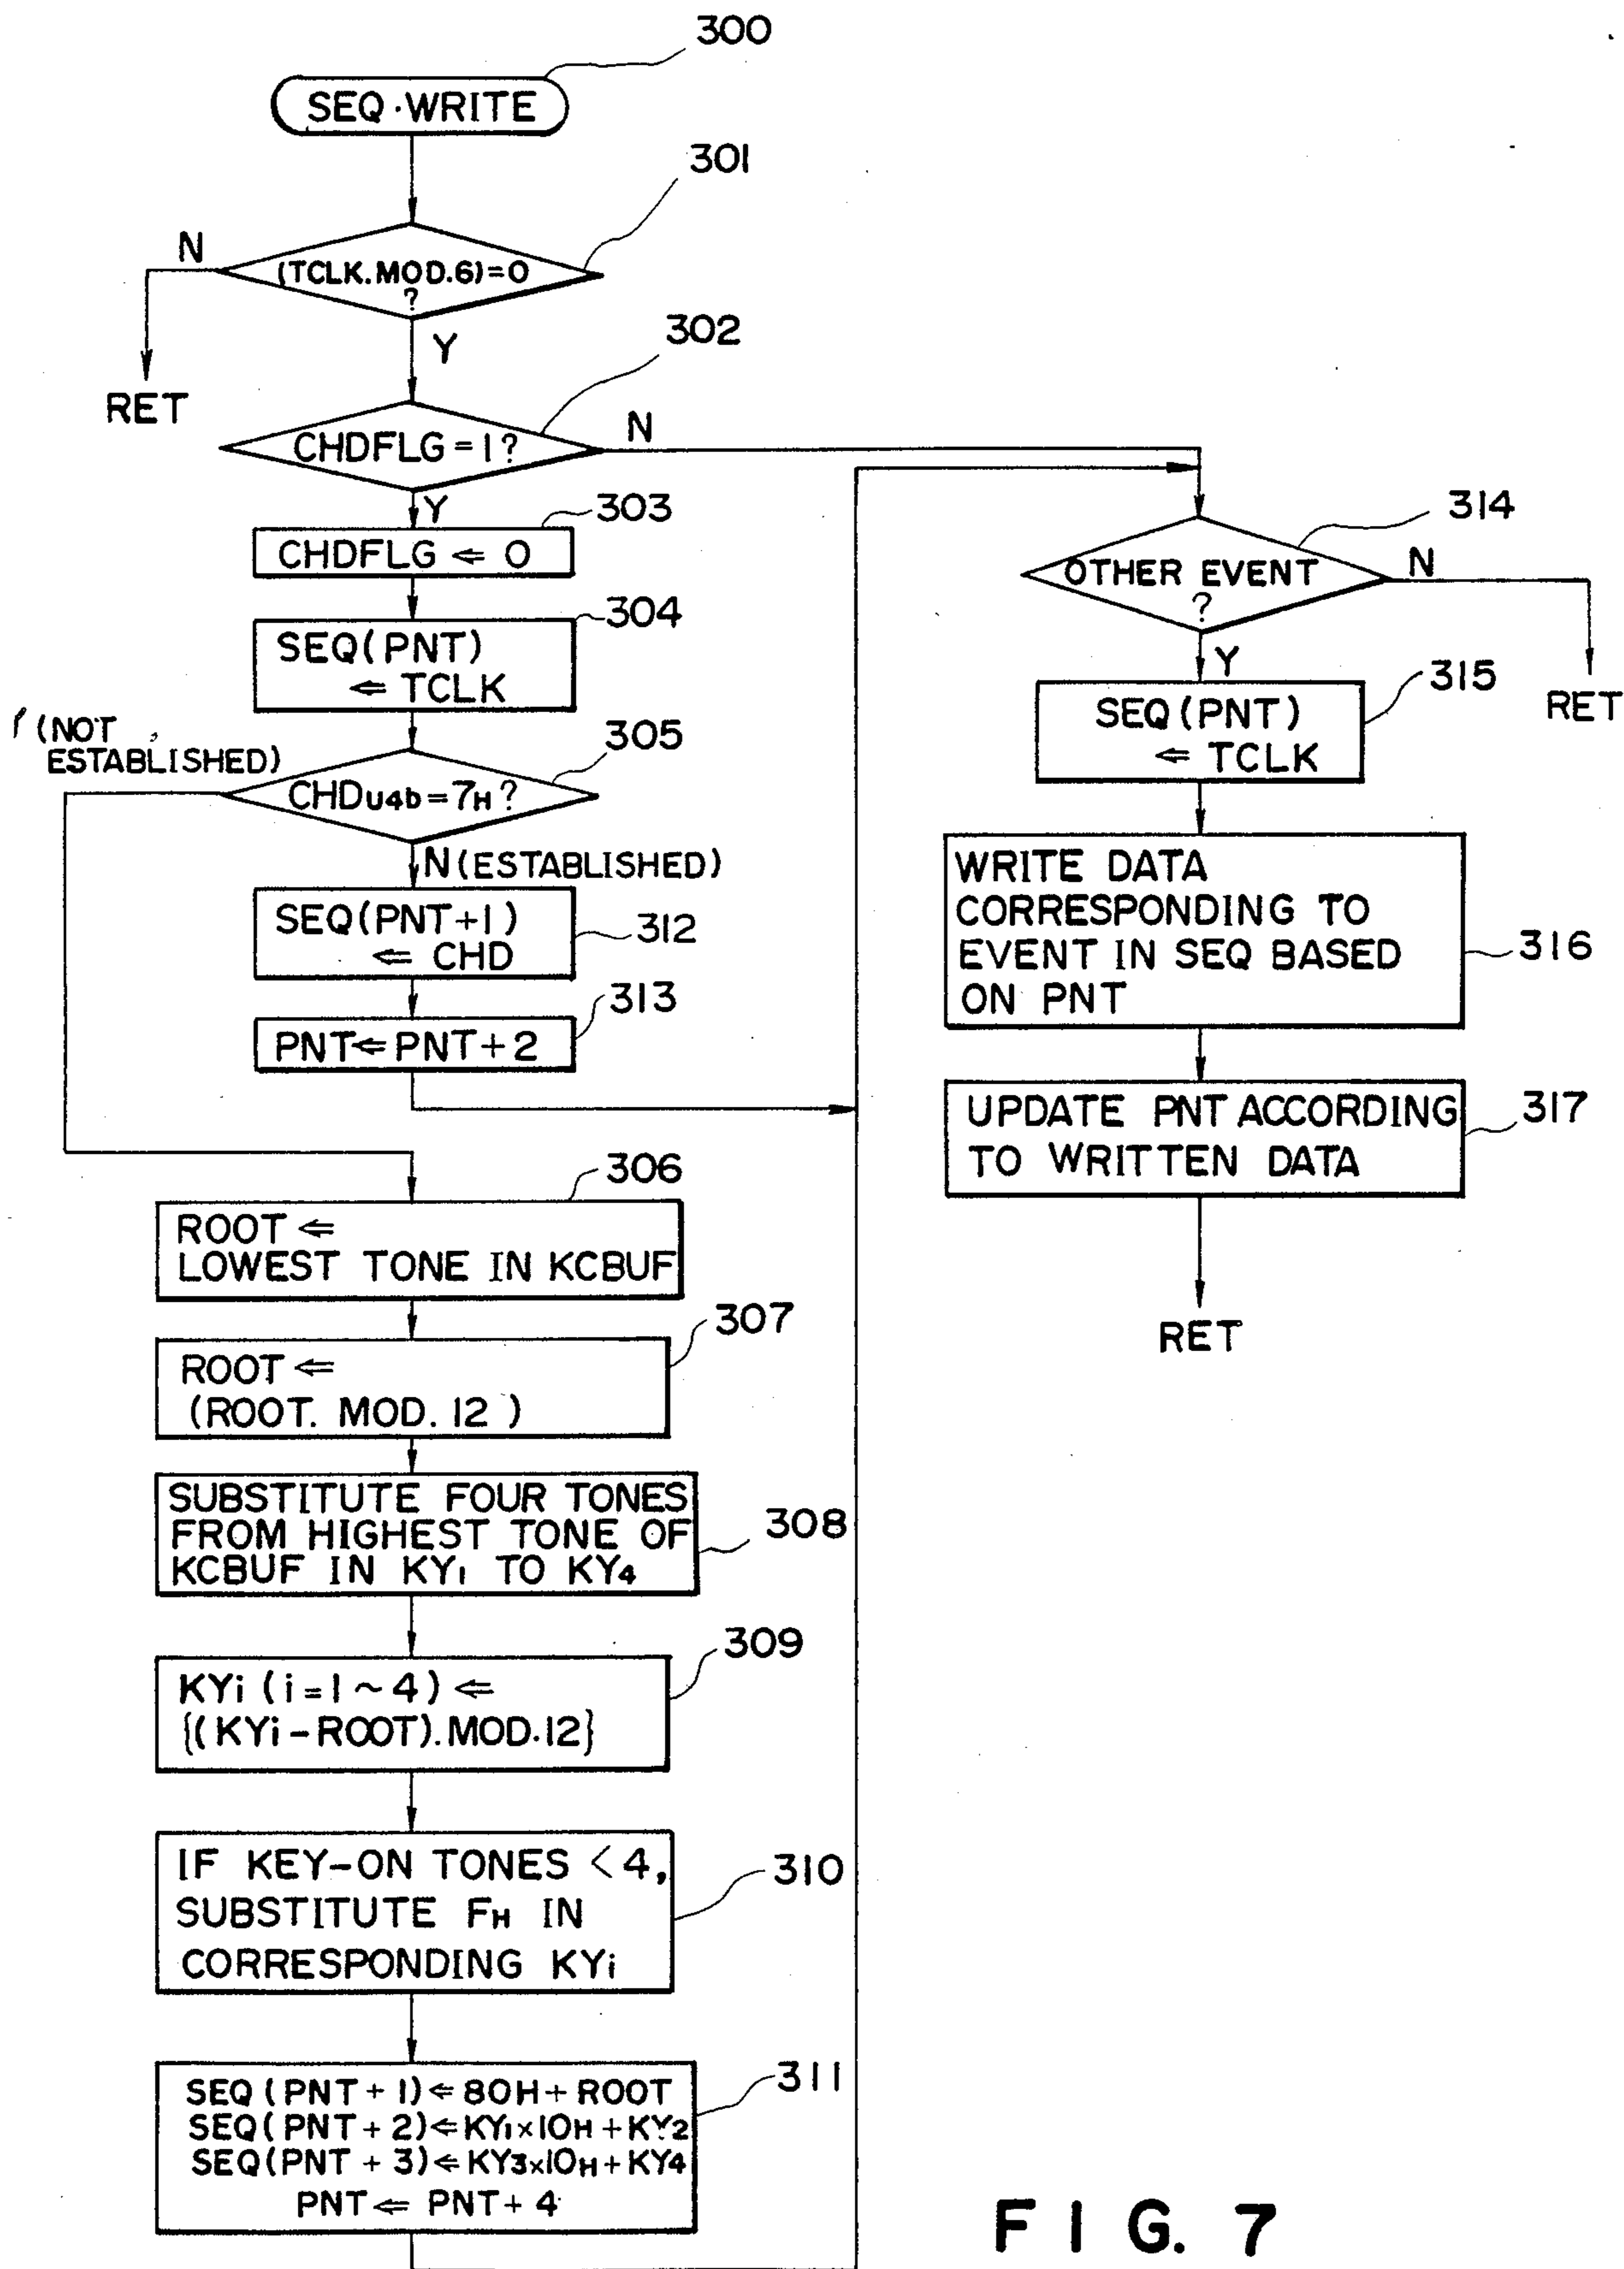 300
SEQ·WRITE
301
N
(TCLK.MOD.6)=0
?
Y
RET
302
CHDFLG=1?
N
Y
303
CHDFLG ⇐ 0
304
SEQ(PNT)
⇐ TCLK
(NOT
ESTABLISHED)
305
CHDU4b=7H?
N(ESTABLISHED)
SEQ(PNT+1)
⇐ CHD
312
313
PNT⇐PNT+2
306
ROOT ⇐
LOWEST TONE IN KCBUF
307
ROOT ⇐
(ROOT. MOD. 12 )
SUBSTITUTE FOUR TONES
FROM HIGHEST TONE OF
KCBUF IN KY1 TO KY4
308
309
KYi (i=1~4) ⇐
{(KYi-ROOT).MOD.12}
IF KEY-ON TONES <4,
SUBSTITUTE FH IN
CORRESPONDING KYi
310
311
SEQ(PNT + 1)⇐80H+ROOT
SEQ(PNT + 2)⇐KY1×10H+KY2
SEQ(PNT + 3)⇐KY3×10H+KY4
PNT ⇐ PNT+4
314
OTHER EVENT
?
N
RET
Y
315
SEQ(PNT)
⇐ TCLK
WRITE DATA
CORRESPONDING TO
EVENT IN SEQ BASED
ON PNT
316
UPDATE PNT ACCORDING
TO WRITTEN DATA
317
RET
FIG. 7